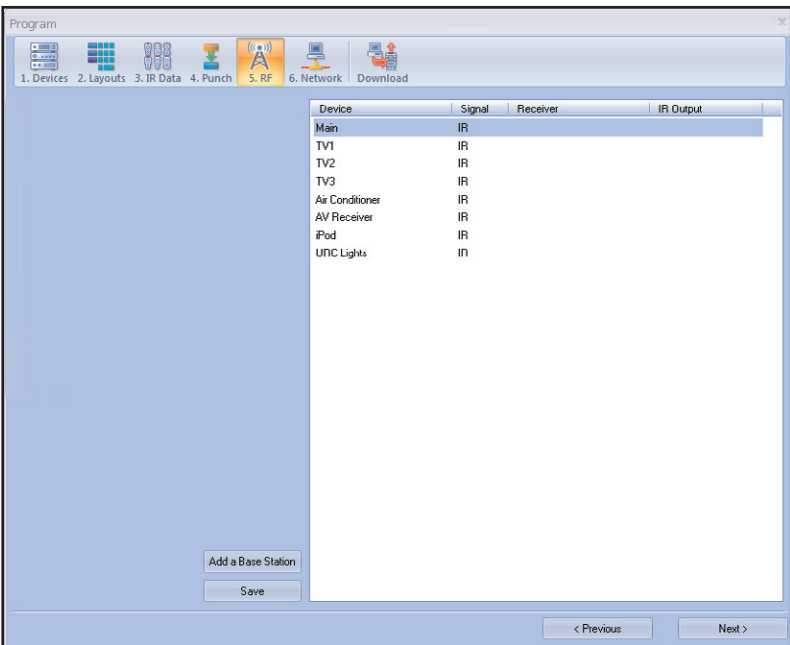 Program
1. Devices 2. Layouts 3. IR Data 4. Punch 5. RF 6. Network Download
Device Signal Receiver IR Output
Main IR
TV1 IR
TV2 IR
TV3 IR
Air Conditioner IR
AV Receiver IR
iPod IR
Lights
Add a Base Station
Save
< Previous Next >